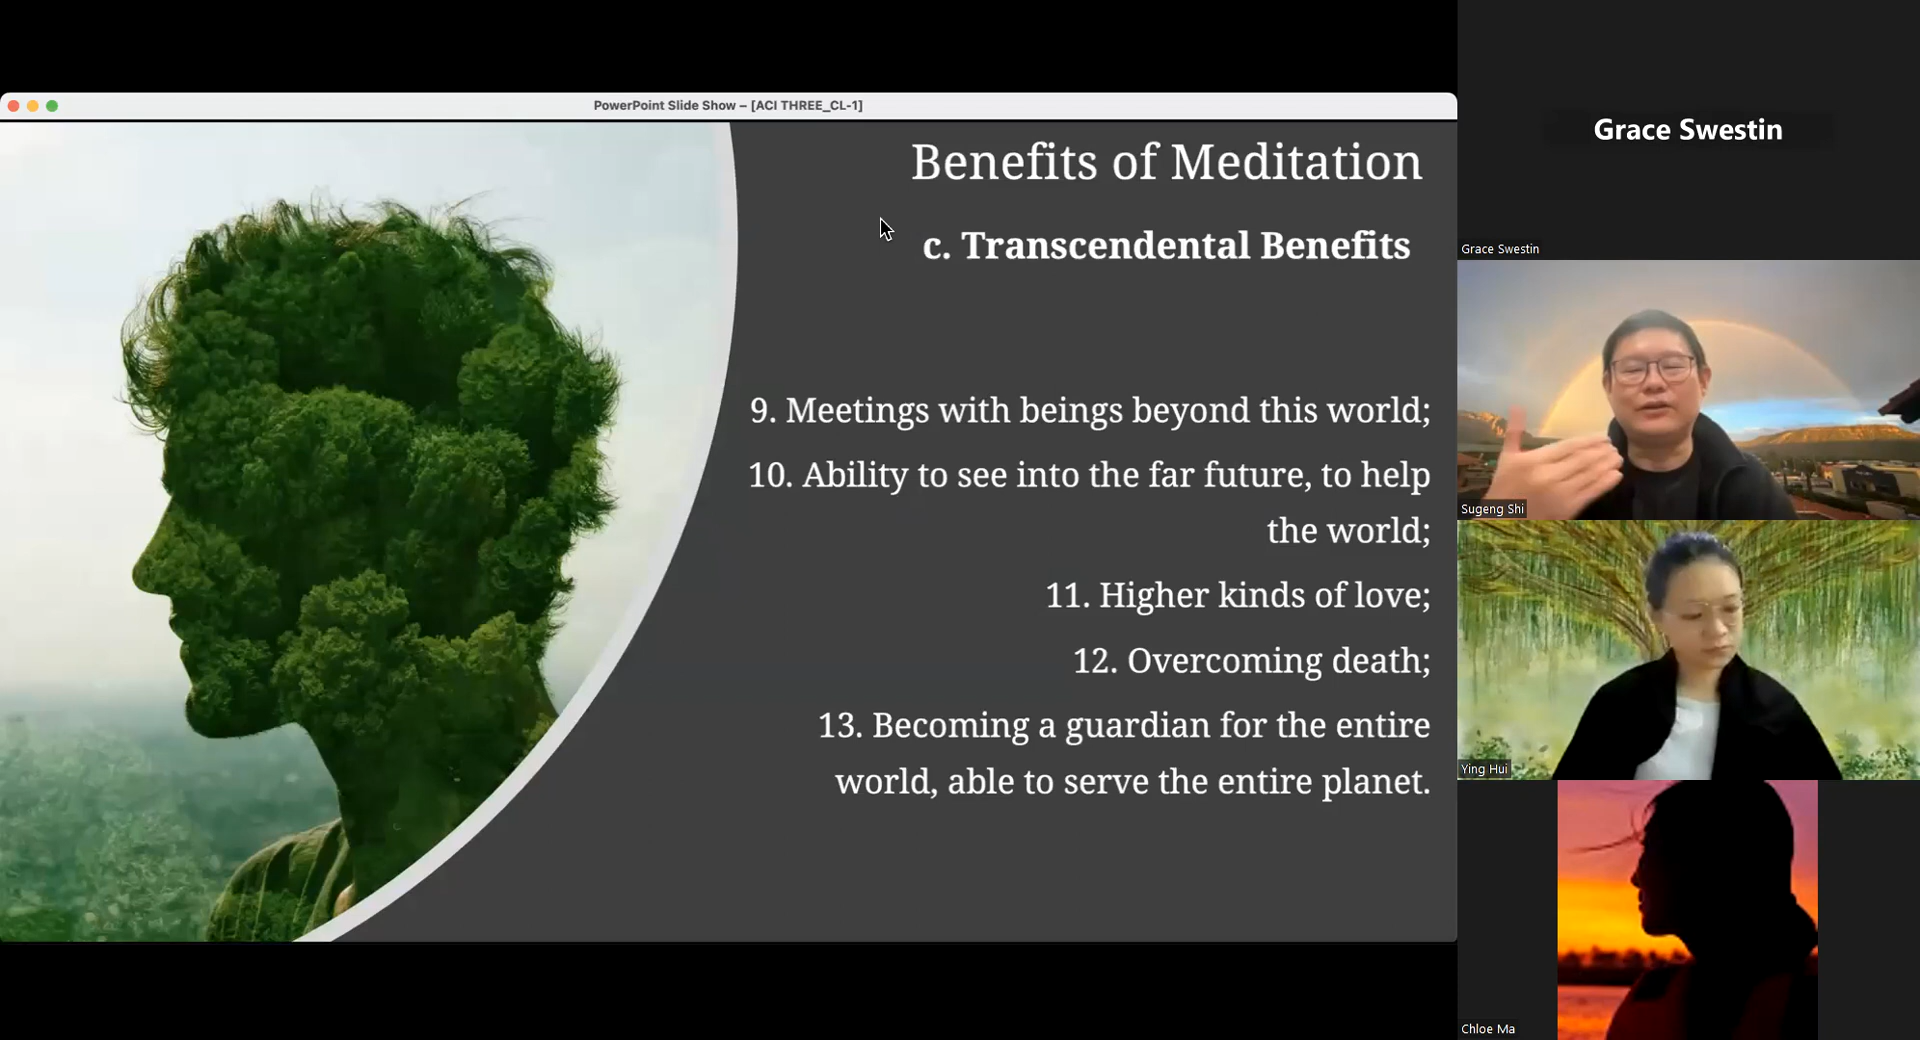 PowerPoint Slide Show – [ACI THREE_CL-1]
Benefits of Meditation
c. Transcendental Benefits
9. Meetings with beings beyond this world;
10. Ability to see into the far future, to help
the world;
11. Higher kinds of love;
12. Overcoming death;
13. Becoming a guardian for the entire
world, able to serve the entire planet.
Grace Swestin
Grace Swestin
Sugeng Shi
Ying Hui
Chloe Ma